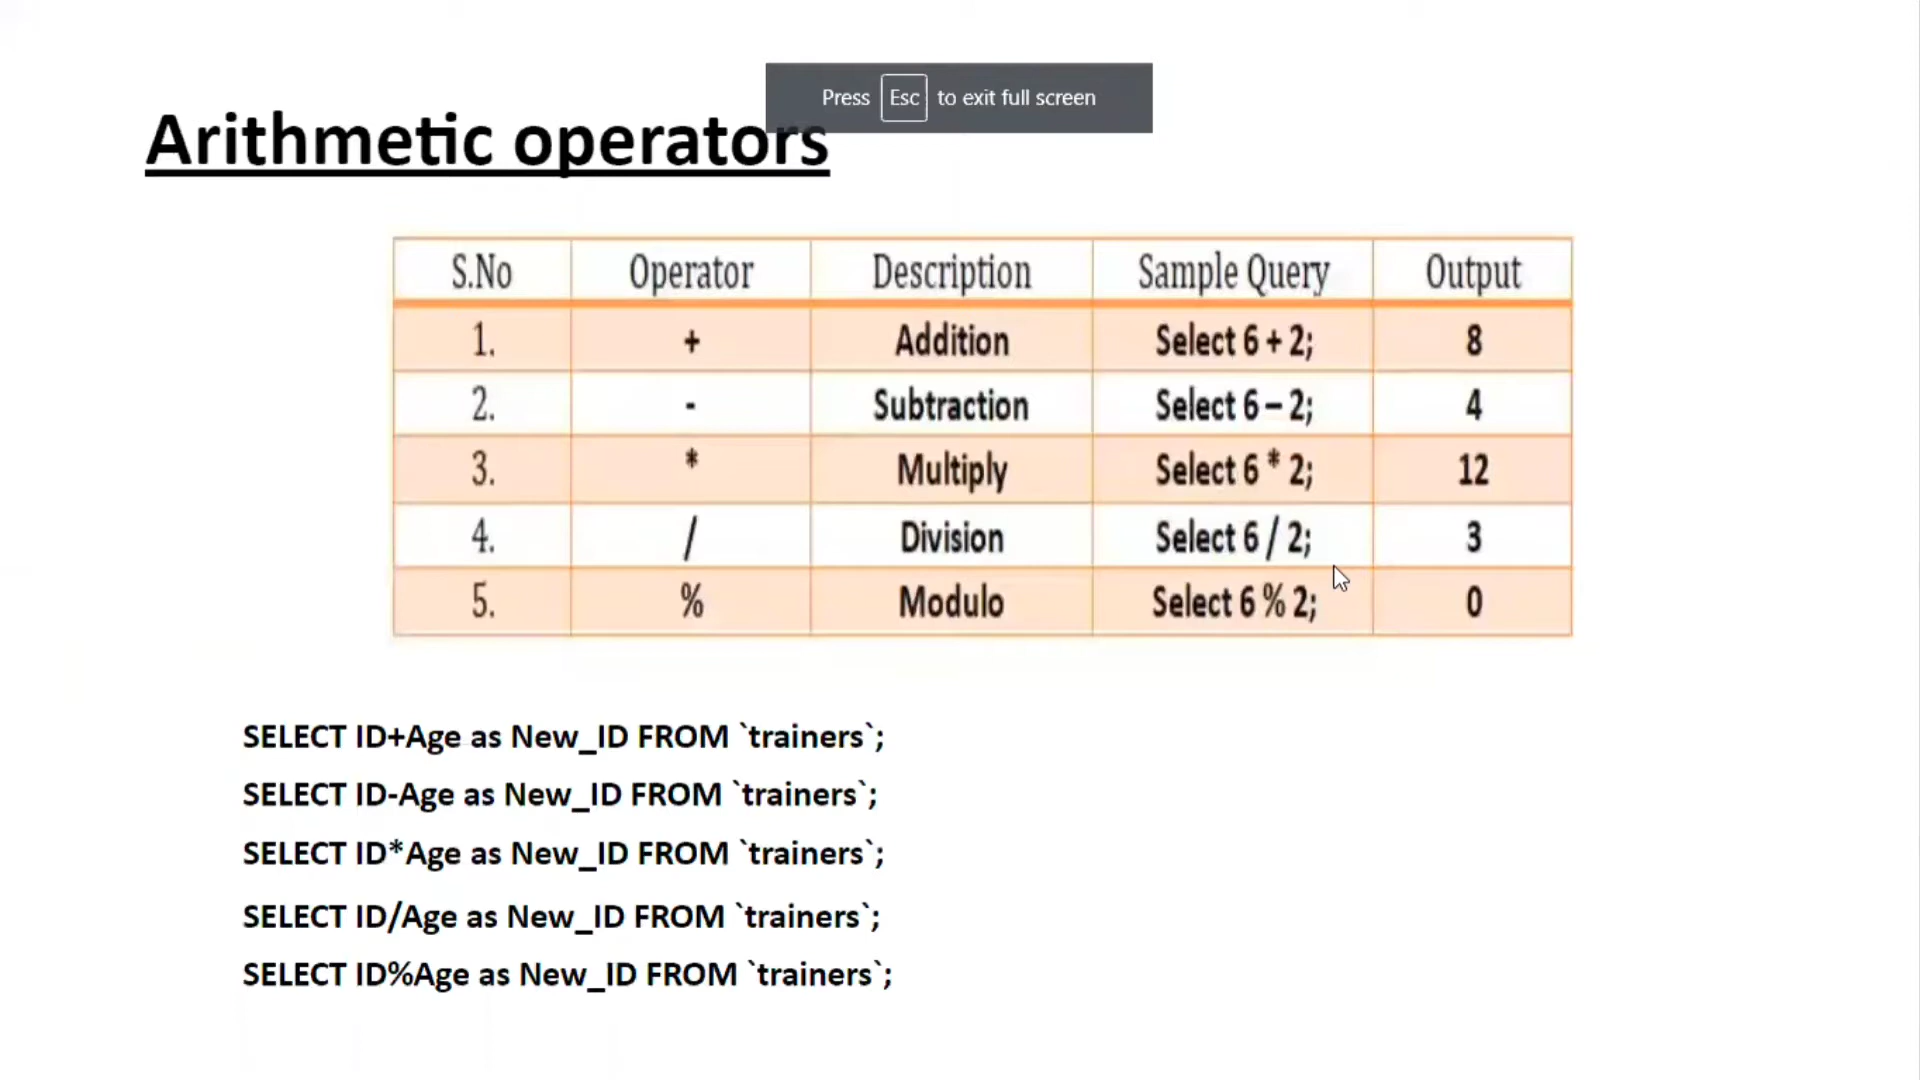 Press Esc to exit full screen
Arithmetic operators
S.No Operator Description Sample Query Output
1. + Addition Select 6 + 2; 8
2. - Subtraction Select 6 – 2; 4
3. * Multiply Select 6 * 2; 12
4. / Division Select 6 / 2; 3
5. % Modulo Select 6 % 2; 0
SELECT ID+Age as New_ID FROM `trainers`;
SELECT ID-Age as New_ID FROM `trainers`;
SELECT ID*Age as New_ID FROM `trainers`;
SELECT ID/Age as New_ID FROM `trainers`;
SELECT ID%Age as New_ID FROM `trainers`;